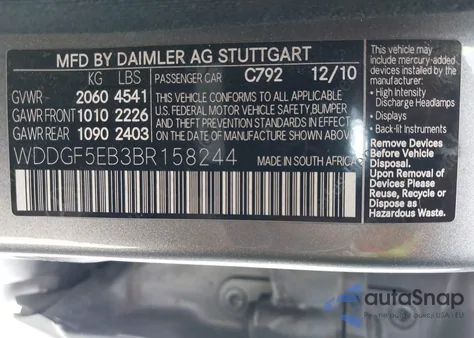 MFD BY DAIMLER AG STUTTGART
KG LBS PASSENGER CAR C792 12/10
GVWR 2060 4541 THIS VEHICLE CONFORMS TO ALL APPLICABLE
GAWR FRONT 1010 2226 U.S. FEDERAL MOTOR VEHICLE SAFETY, BUMPER
GAWR REAR 1090 2403 AND THEFT PREVENTION STANDARDS IN EFFECT ON THE DATE OF MANUFACTURE SHOWN ABOVE.
WDDGF5EB3BR158244 MADE IN SOUTH AFRICA
This vehicle may
include mercury-added
devices installed by the
manufacturer:
• High Intensity
Discharge Headlamps
• Displays
• Back-lit Instruments
Remove Devices
Before Vehicle
Disposal.
Upon Removal of
Devices Please
Reuse, Recycle or
Dispose as
Hazardous Waste.
autoSnap